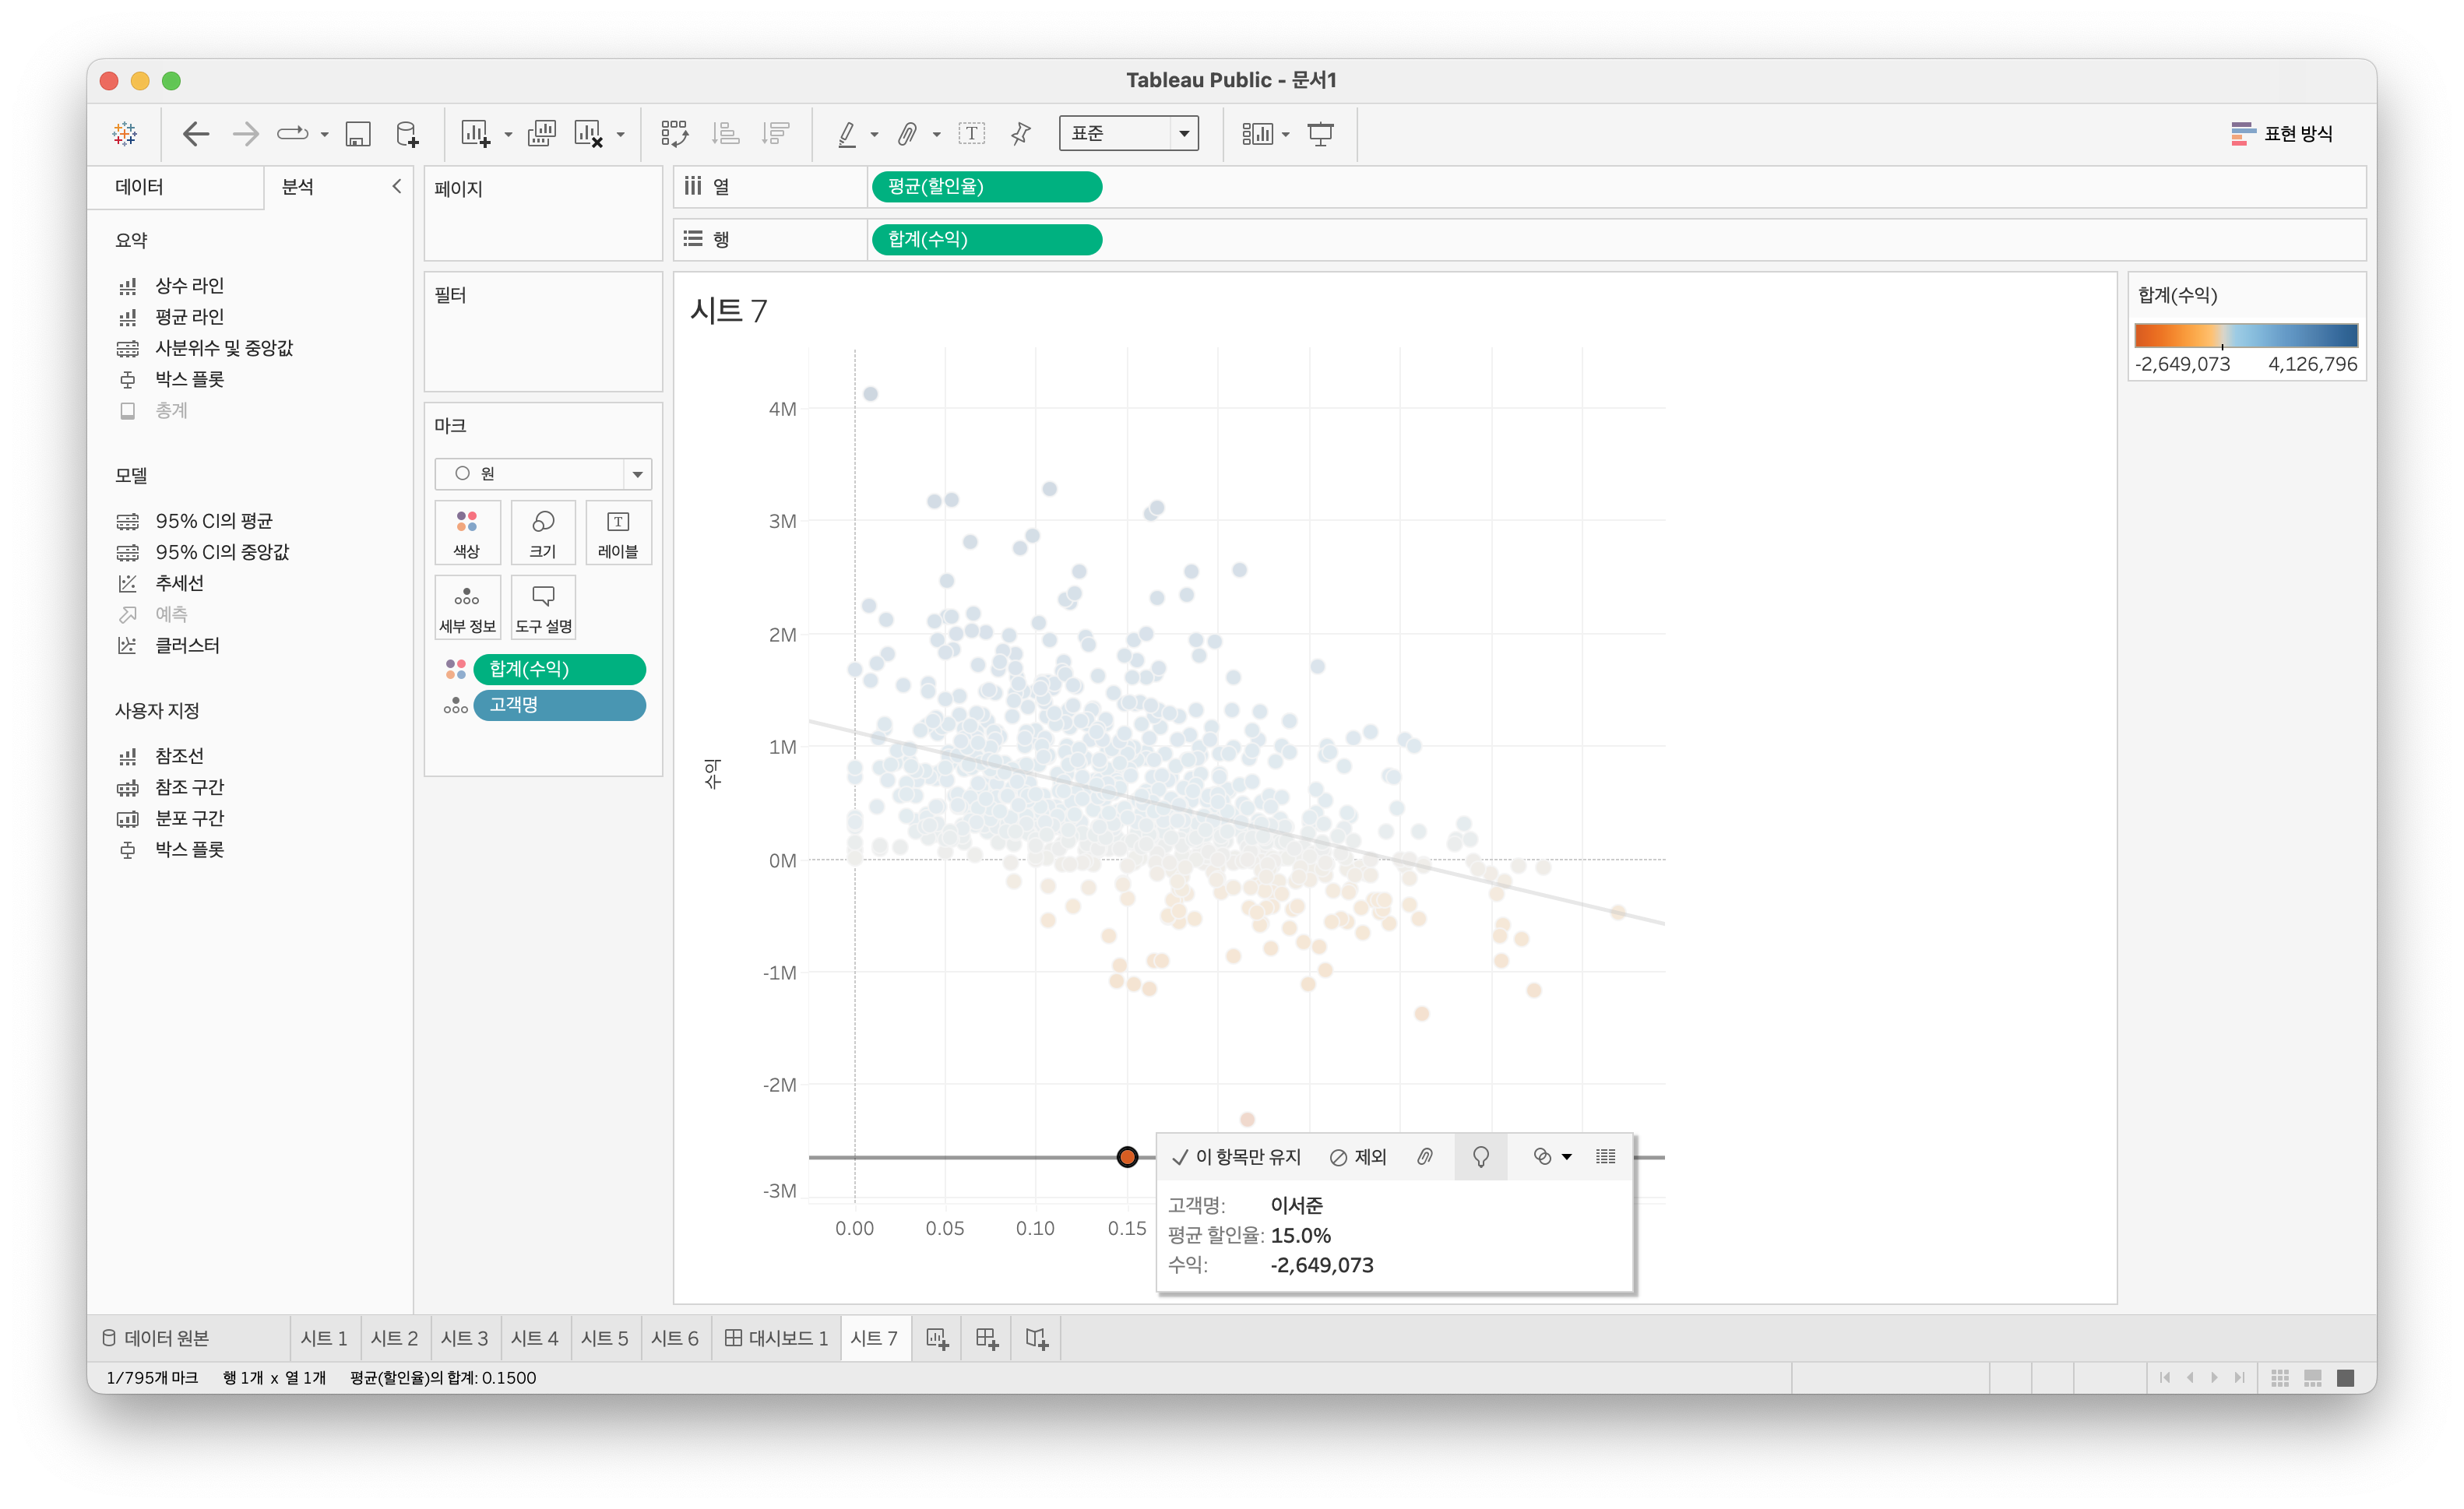 Tableau Public - 문서1
표준
표현 방식
데이터
분석
요약
상수 라인
평균 라인
사분위수 및 중앙값
박스 플롯
총계
모델
95% CI의 평균
95% CI의 중앙값
추세선
예측
클러스터
사용자 지정
참조선
참조 구간
분포 구간
박스 플롯
페이지
필터
마크
원
색상
크기
레이블
세부 정보
도구 설명
합계(수익)
고객명
열
평균(할인율)
행
합계(수익)
시트 7
수익
4M
3M
2M
1M
0M
-1M
-2M
-3M
0.00
0.05
0.10
0.15
이 항목만 유지
제외
고객명: 이서준
평균 할인율: 15.0%
수익: -2,649,073
합계(수익)
-2,649,073 4,126,796
데이터 원본
시트 1
시트 2
시트 3
시트 4
시트 5
시트 6
대시보드 1
시트 7
1/795개 마크 행 1개 x 열 1개 평균(할인율)의 합계: 0.1500